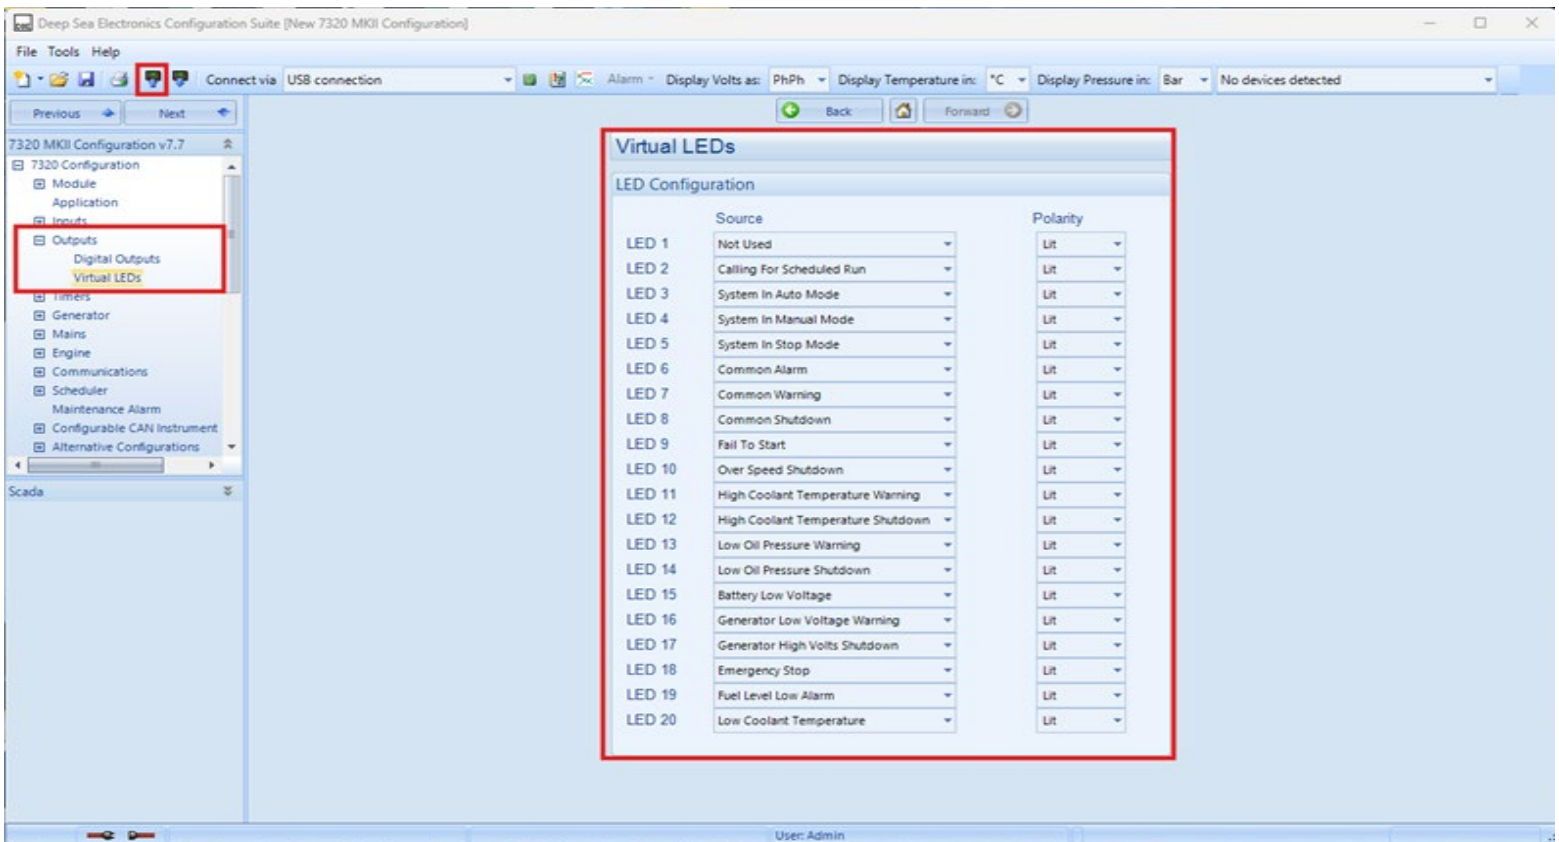 Deep Sea Electronics Configuration Suite [New 7320 MKII Configuration]
File Tools Help
Connect via USB connection Alarm Display Volts as: PhPh Display Temperature in: °C Display Pressure in: Bar No devices detected
Previous Next Back Forward
7320 MKII Configuration v7.7
7320 Configuration
Module
Application
Inputs
Outputs
Digital Outputs
Virtual LEDs
Timers
Generator
Mains
Engine
Communications
Scheduler
Maintenance Alarm
Configurable CAN Instrument
Alternative Configurations
Scada
Virtual LEDs
LED Configuration
Source Polarity
LED 1 Not Used Lit
LED 2 Calling For Scheduled Run Lit
LED 3 System In Auto Mode Lit
LED 4 System In Manual Mode Lit
LED 5 System In Stop Mode Lit
LED 6 Common Alarm Lit
LED 7 Common Warning Lit
LED 8 Common Shutdown Lit
LED 9 Fail To Start Lit
LED 10 Over Speed Shutdown Lit
LED 11 High Coolant Temperature Warning Lit
LED 12 High Coolant Temperature Shutdown Lit
LED 13 Low Oil Pressure Warning Lit
LED 14 Low Oil Pressure Shutdown Lit
LED 15 Battery Low Voltage Lit
LED 16 Generator Low Voltage Warning Lit
LED 17 Generator High Volts Shutdown Lit
LED 18 Emergency Stop Lit
LED 19 Fuel Level Low Alarm Lit
LED 20 Low Coolant Temperature Lit
User: Admin